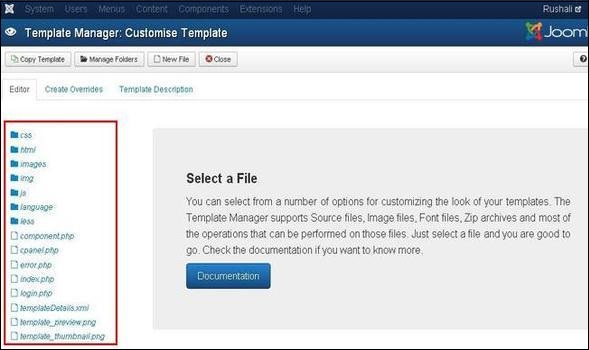 System Users Menus Content Components Extensions Help Rushali
Template Manager: Customise Template Joom
Copy Template Manage Folders New File Close
Editor Create Overrides Template Description
css
html
images
img
js
language
less
component.php
cpanel.php
error.php
index.php
login.php
templateDetails.xml
template_preview.png
template_thumbnail.png
Select a File
You can select from a number of options for customizing the look of your templates. The
Template Manager supports Source files, Image files, Font files, Zip archives and most of
the operations that can be performed on those files. Just select a file and you are good to
go. Check the documentation if you want to know more.
Documentation